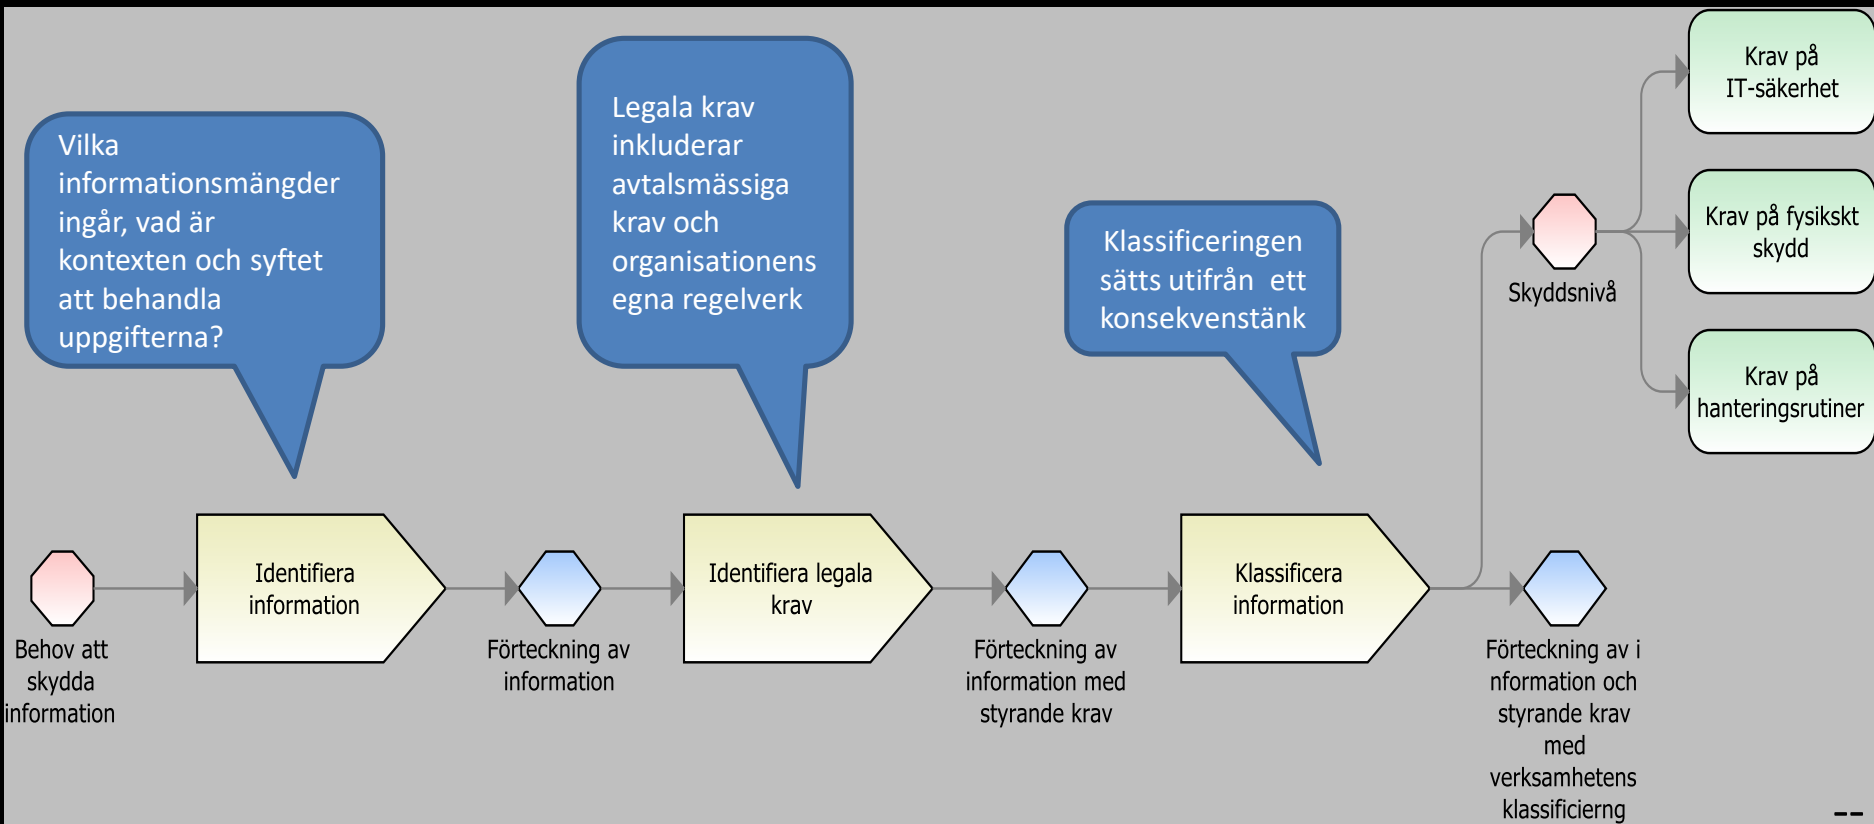 Vilka
informationsmängder
ingår, vad är
kontexten och syftet
att behandla
uppgifterna?
Legala krav
inkluderar
avtalsmässiga
krav och
organisationens
egna regelverk
Klassificeringen
sätts utifrån ett
konsekvenstänk
Krav på
IT-säkerhet
Krav på fysikskt
skydd
Krav på
hanteringsrutiner
Skyddsnivå
Behov att
skydda
information
Identifiera
information
Förteckning av
information
Identifiera legala
krav
Förteckning av
information med
styrande krav
Klassificera
information
Förteckning av i
nformation och
styrande krav
med
verksamhetens
klassificierng
--